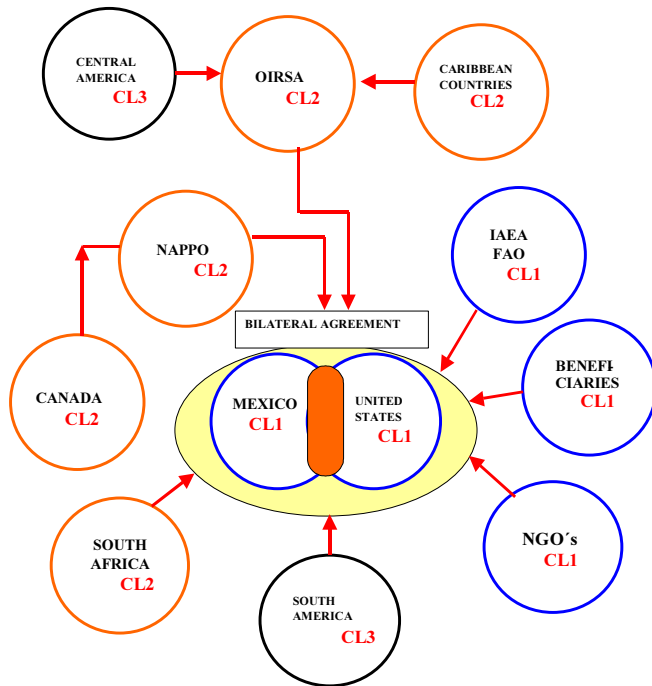 CENTRAL
AMERICA
CL3
OIRSA
CL2
CARIBBEAN
COUNTRIES
CL2
NAPPO
CL2
IAEA
FAO
CL1
BILATERAL AGREEMENT
CANADA
CL2
MEXICO
CL1
UNITED
STATES
CL1
BENEFI-
CIARIES
CL1
SOUTH
AFRICA
CL2
SOUTH
AMERICA
CL3
NGO´s
CL1